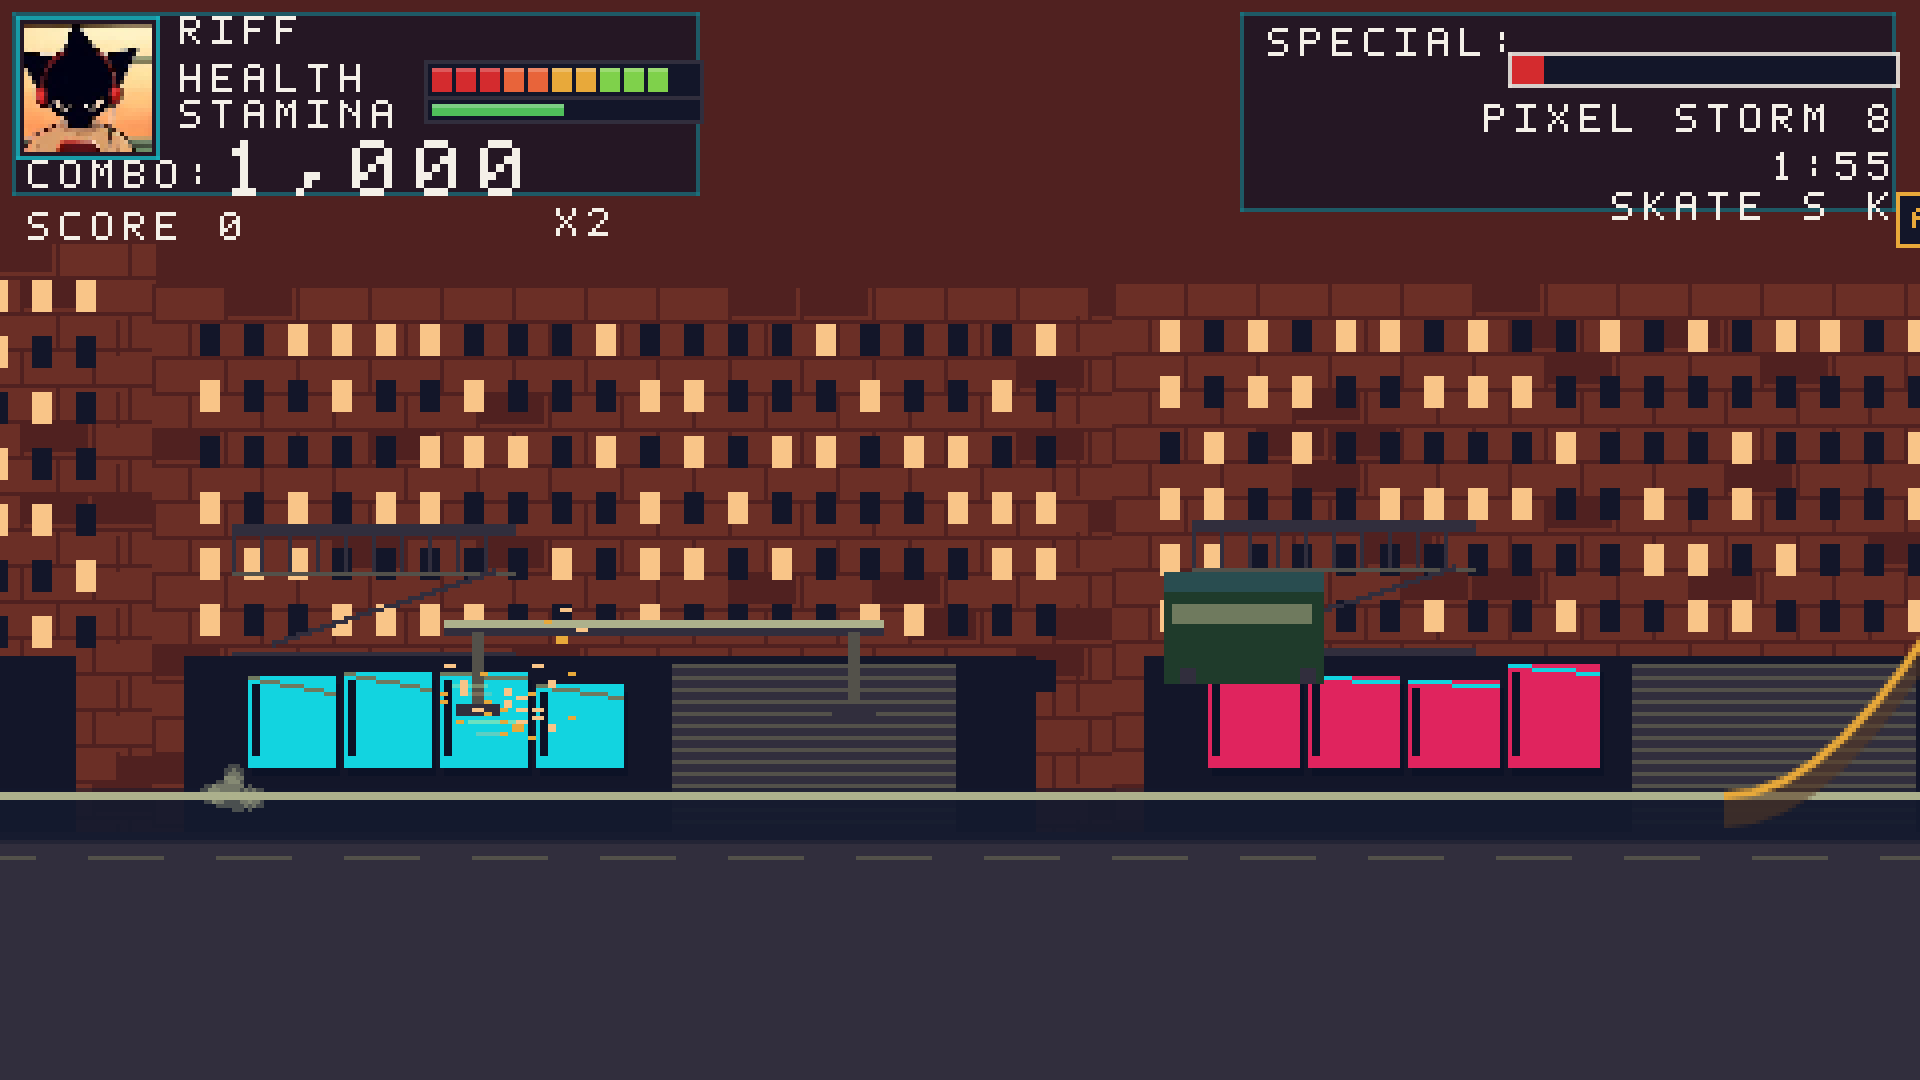 RIFF
HEALTH
STAMINA
COMBO: 1,000
SCORE 0 X2
SPECIAL:
PIXEL STORM 8
1:55
SKATE S K